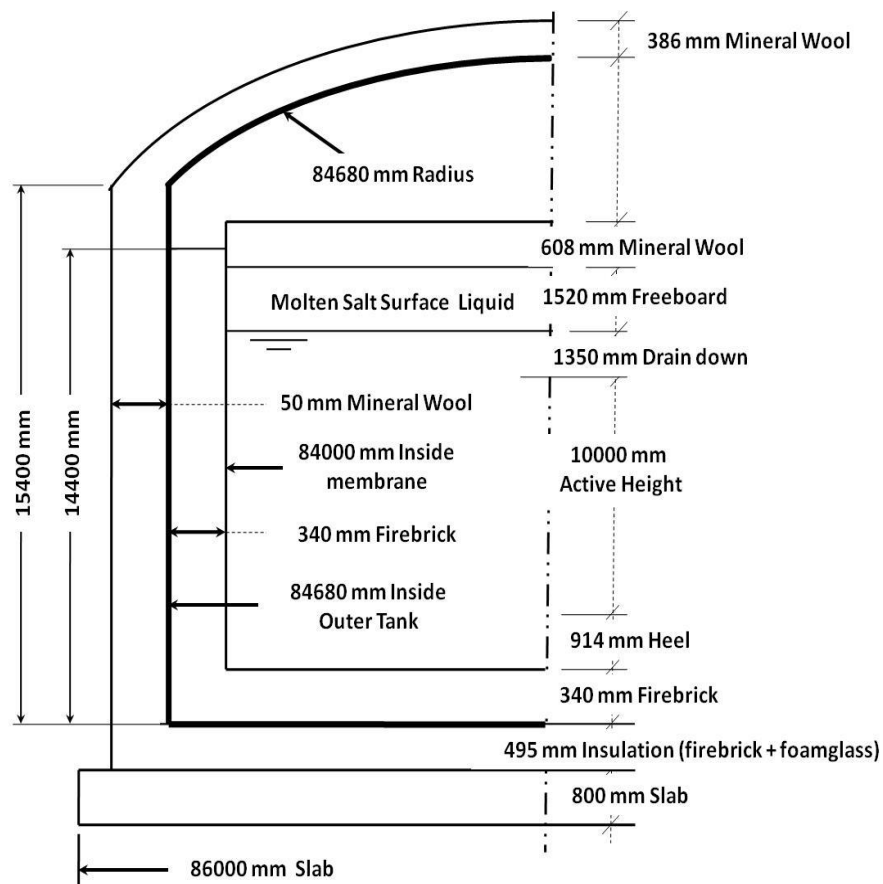 386 mm Mineral Wool
84680 mm Radius
608 mm Mineral Wool
Molten Salt Surface Liquid
1520 mm Freeboard
1350 mm Drain down
50 mm Mineral Wool
15400 mm
14400 mm
84000 mm Inside
membrane
10000 mm
Active Height
340 mm Firebrick
84680 mm Inside
Outer Tank
914 mm Heel
340 mm Firebrick
495 mm Insulation (firebrick + foamglass)
800 mm Slab
86000 mm Slab